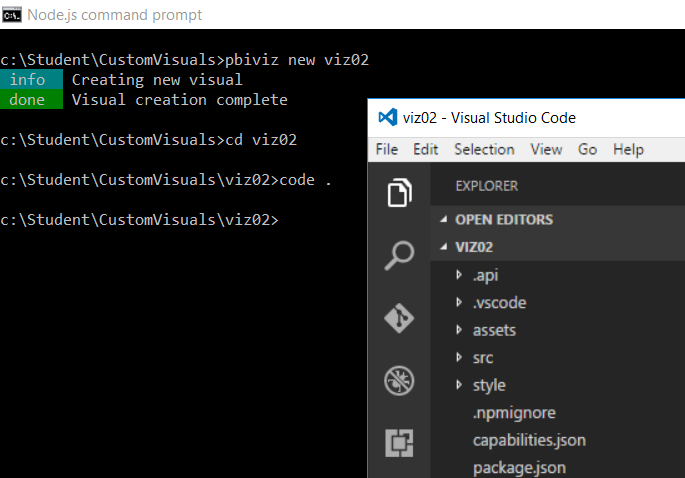 Node.js command prompt
c:\Student\CustomVisuals>pbiviz new viz02
info Creating new visual
done Visual creation complete
c:\Student\CustomVisuals>cd viz02
c:\Student\CustomVisuals\viz02>code .
c:\Student\CustomVisuals\viz02>
viz02 - Visual Studio Code
File Edit Selection View Go Help
EXPLORER
OPEN EDITORS
VIZ02
.api
.vscode
assets
src
style
.npmignore
capabilities.json
package.json